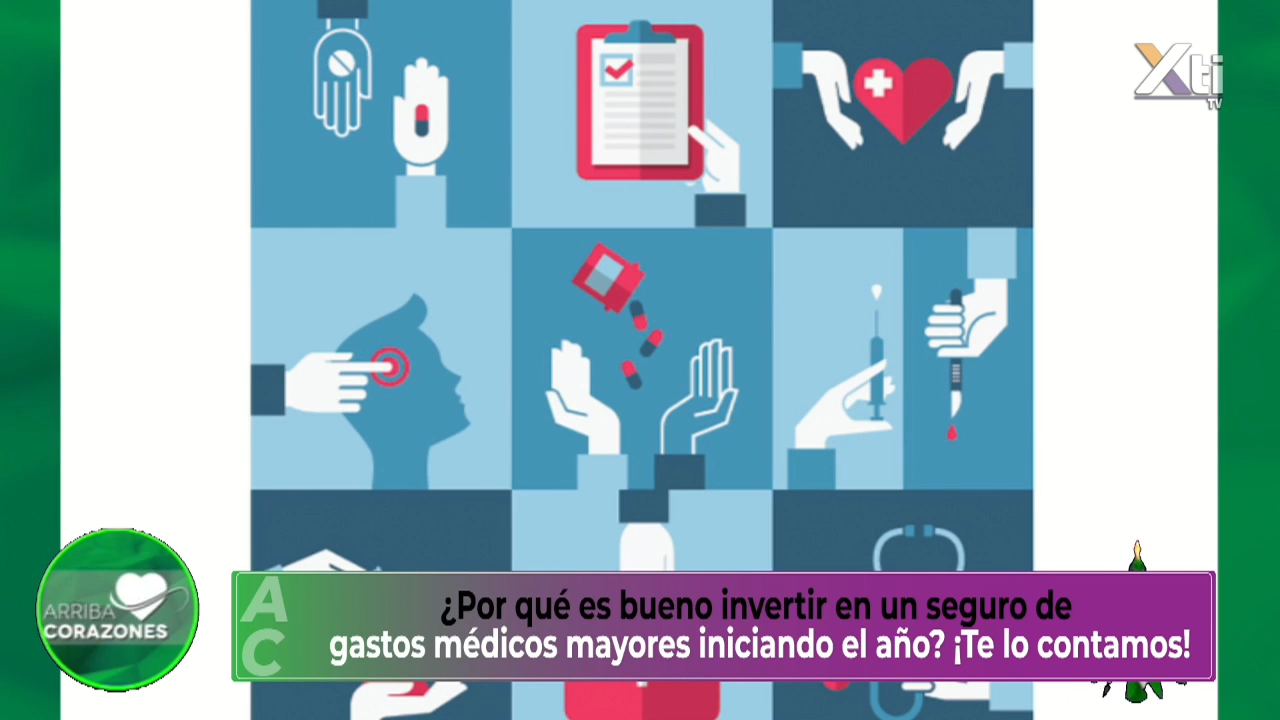 Xti
TV
ARRIBA
CORAZONES
AC
¿Por qué es bueno invertir en un seguro de
gastos médicos mayores iniciando el año? ¡Te lo contamos!